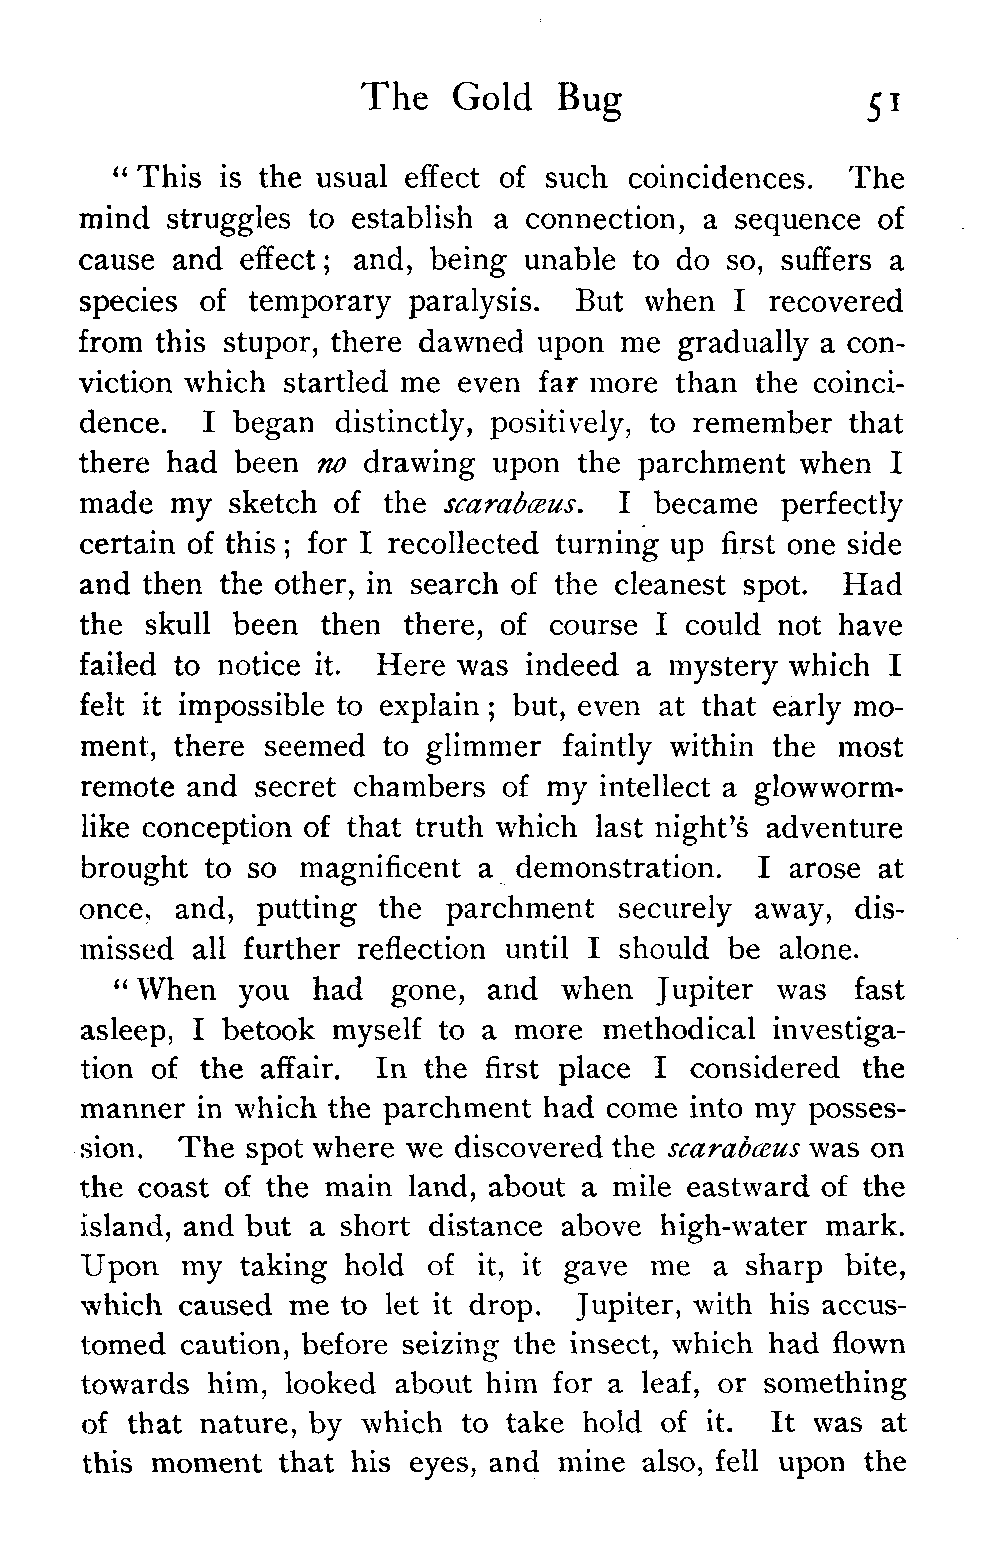 The Gold Bug 51
“ This is the usual effect of such coincidences. The
mind struggles to establish a connection, a sequence of
cause and effect ; and, being unable to do so, suffers a
species of temporary paralysis. But when I recovered
from this stupor, there dawned upon me gradually a con-
viction which startled me even far more than the coinci-
dence. I began distinctly, positively, to remember that
there had been no drawing upon the parchment when I
made my sketch of the scarabæus. I became perfectly
certain of this ; for I recollected turning up first one side
and then the other, in search of the cleanest spot. Had
the skull been then there, of course I could not have
failed to notice it. Here was indeed a mystery which I
felt it impossible to explain ; but, even at that early mo-
ment, there seemed to glimmer faintly within the most
remote and secret chambers of my intellect a glowworm-
like conception of that truth which last night’s adventure
brought to so magnificent a demonstration. I arose at
once, and, putting the parchment securely away, dis-
missed all further reflection until I should be alone.
“ When you had gone, and when Jupiter was fast
asleep, I betook myself to a more methodical investiga-
tion of the affair. In the first place I considered the
manner in which the parchment had come into my posses-
sion. The spot where we discovered the scarabæus was on
the coast of the main land, about a mile eastward of the
island, and but a short distance above high-water mark.
Upon my taking hold of it, it gave me a sharp bite,
which caused me to let it drop. Jupiter, with his accus-
tomed caution, before seizing the insect, which had flown
towards him, looked about him for a leaf, or something
of that nature, by which to take hold of it. It was at
this moment that his eyes, and mine also, fell upon the